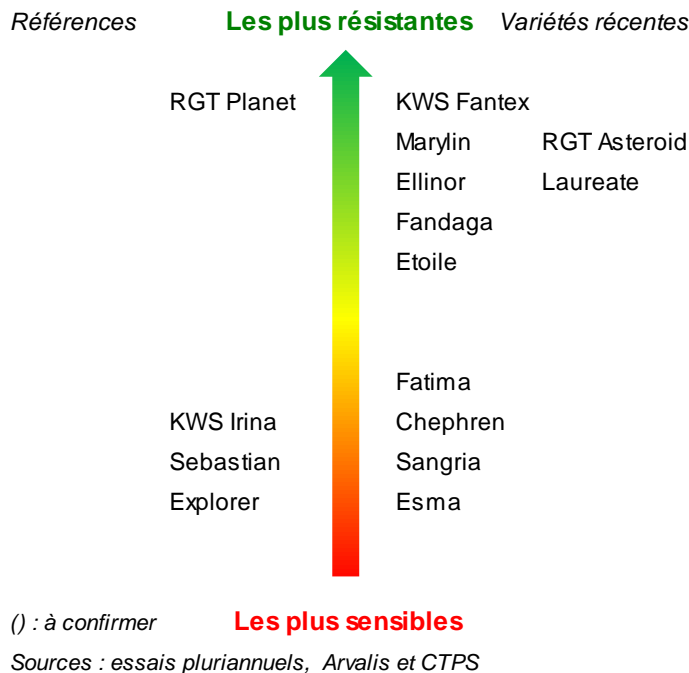 Références Les plus résistantes Variétés récentes
RGT Planet KWS Fantex
Marylin RGT Asteroid
Ellinor Laureate
Fandaga
Etoile
Fatima
KWS Irina Chephren
Sebastian Sangria
Explorer Esma
() : à confirmer Les plus sensibles
Sources : essais pluriannuels, Arvalis et CTPS